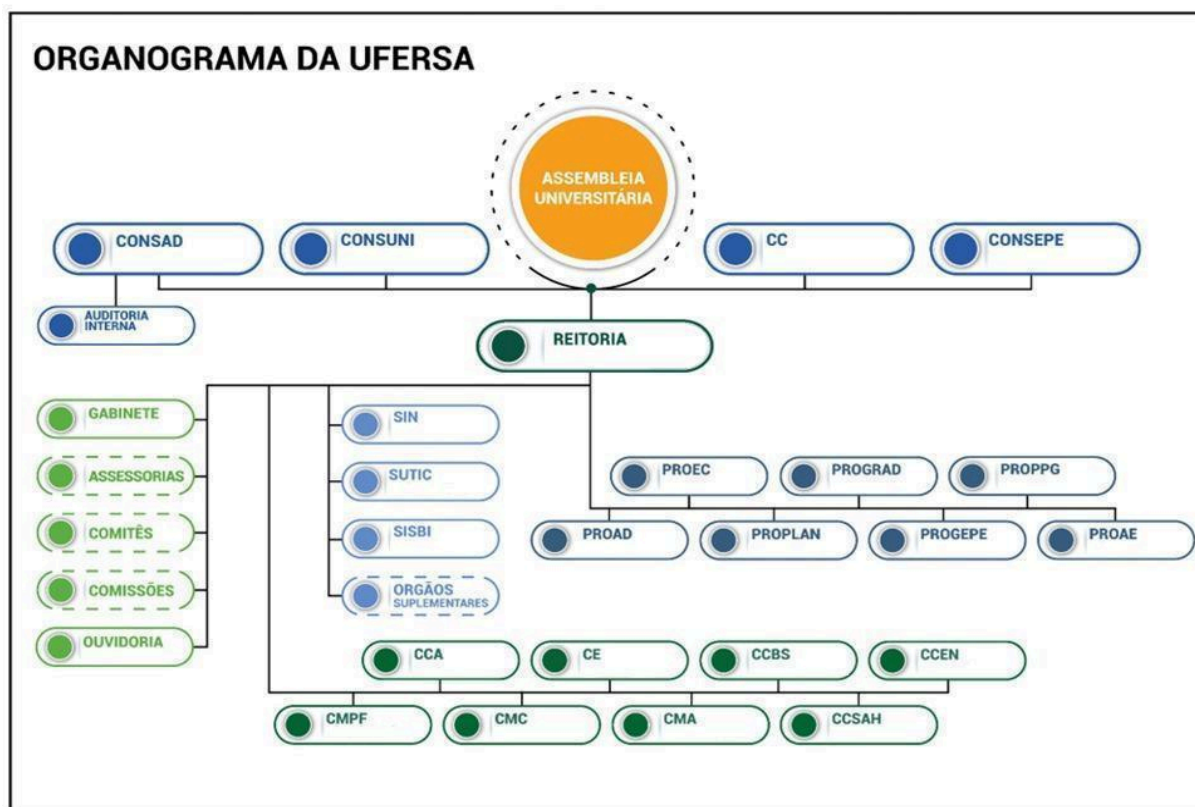 ORGANOGRAMA DA UFERSA
ASSEMBLEIA
UNIVERSITÁRIA
CONSAD
CONSUNI
CC
CONSEPE
AUDITORIA
INTERNA
REITORIA
GABINETE
ASSESSORIAS
COMITÊS
COMISSÕES
OUVIDORIA
SIN
SUTIC
SISBI
ORGÃOS
SUPLEMENTARES
PROEC
PROGRAD
PROPPG
PROAD
PROPLAN
PROGEPE
PROAE
CCA
CE
CCBS
CCEN
CMPF
CMC
CMA
CCSAH